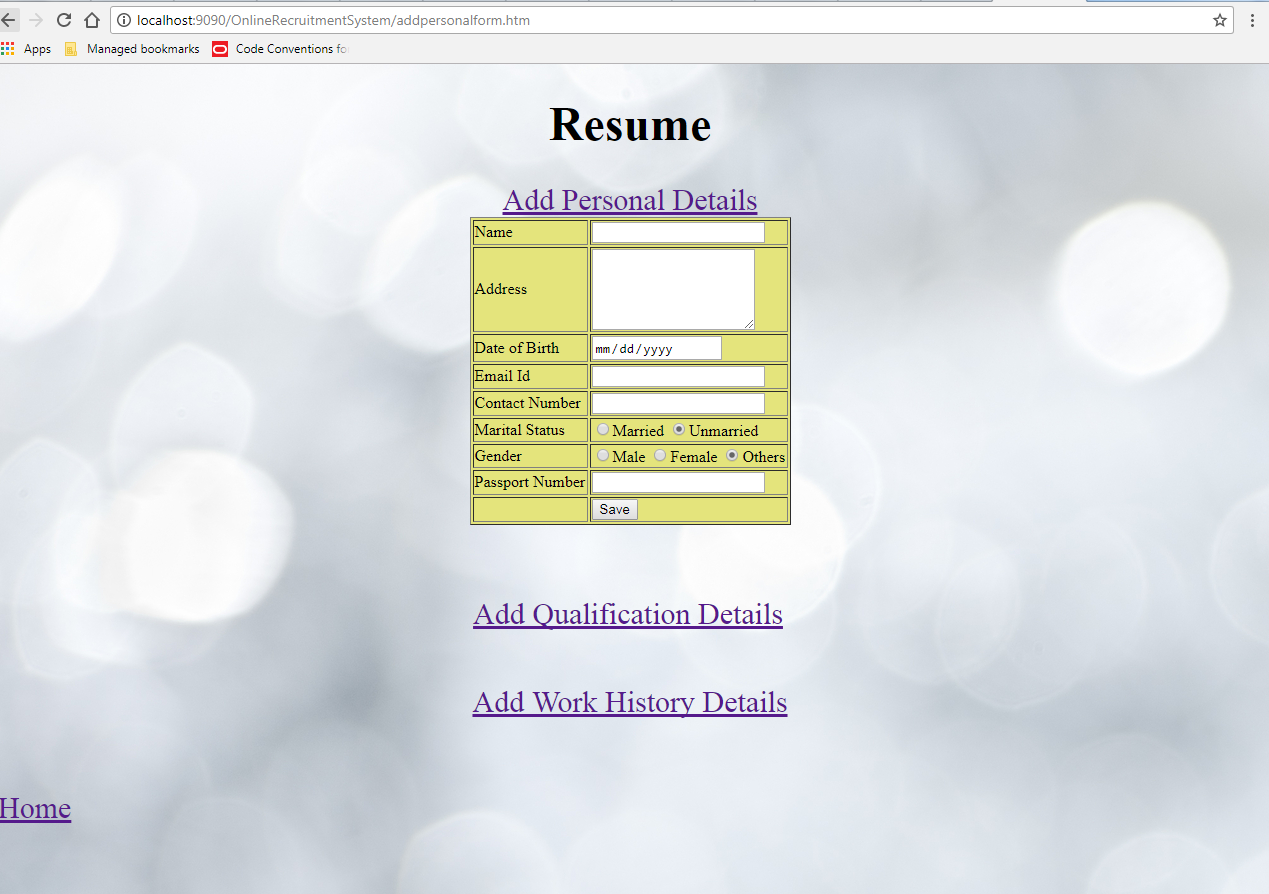 localhost:9090/OnlineRecruitmentSystem/addpersonalform.htm
Apps Managed bookmarks Code Conventions fo
Resume
Add Personal Details
Name
Address
Date of Birth mm/dd/yyyy
Email Id
Contact Number
Marital Status Married Unmarried
Gender Male Female Others
Passport Number
Save
Add Qualification Details
Add Work History Details
Home